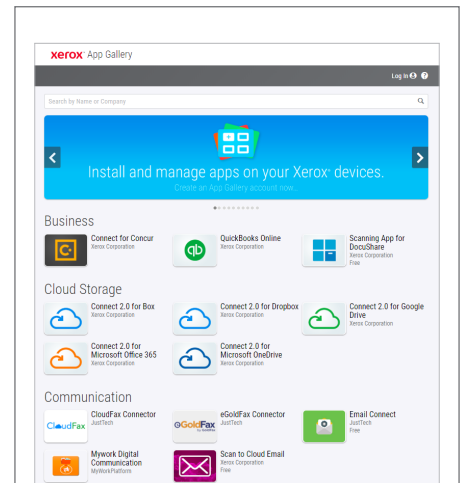 xerox™ App Gallery
Log In
Search by Name or Company
Install and manage apps on your Xerox® devices.
Create an App Gallery account now...
Business
Connect for Concur
Xerox Corporation
QuickBooks Online
Xerox Corporation
Scanning App for
DocuShare
Xerox Corporation
Free
Cloud Storage
Connect 2.0 for Box
Xerox Corporation
Connect 2.0 for Dropbox
Xerox Corporation
Connect 2.0 for Google
Drive
Xerox Corporation
Connect 2.0 for
Microsoft Office 365
Xerox Corporation
Connect 2.0 for
Microsoft OneDrive
Xerox Corporation
Communication
CloudFax
CloudFax Connector
JustTech
eGoldFax
by GoldFax
eGoldFax Connector
JustTech
Email Connect
JustTech
Free
Mywork Digital
Communication
MyWorkPlatform
Scan to Cloud Email
Xerox Corporation
Free